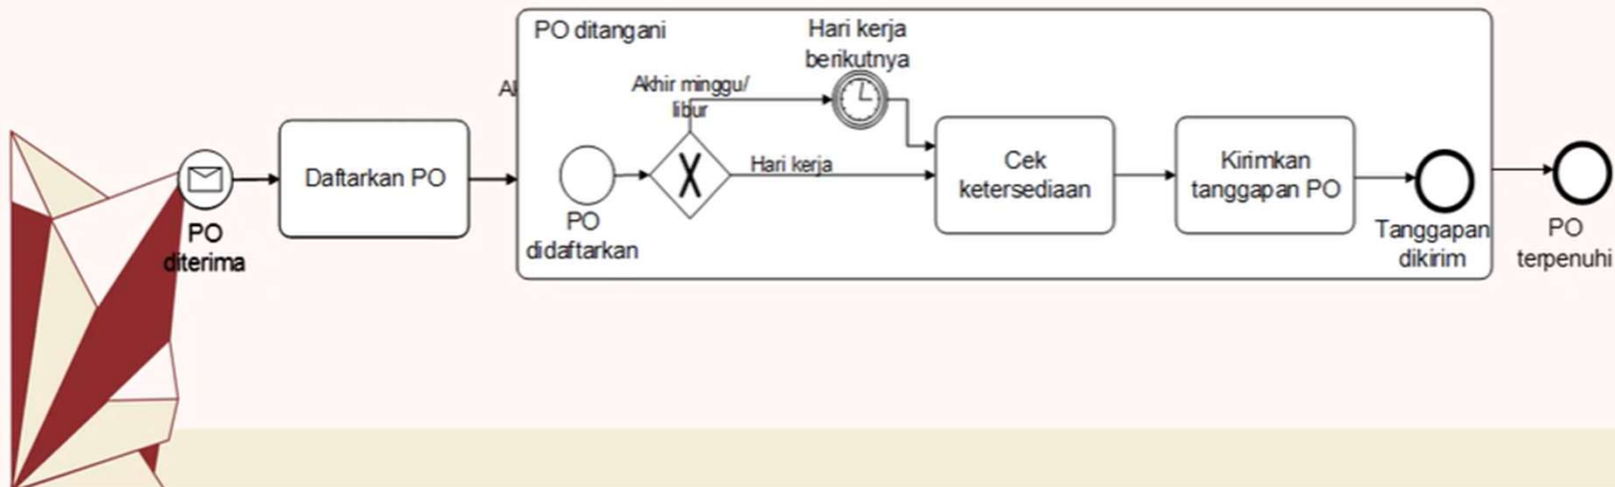 PO ditangani
Hari kerja
berikutnya
Akhir minggu/
libur
Hari kerja
PO
diterima
Daftarkan PO
PO
didaftarkan
Cek
ketersediaan
Kirimkan
tanggapan PO
Tanggapan
dikirim
PO
terpenuhi